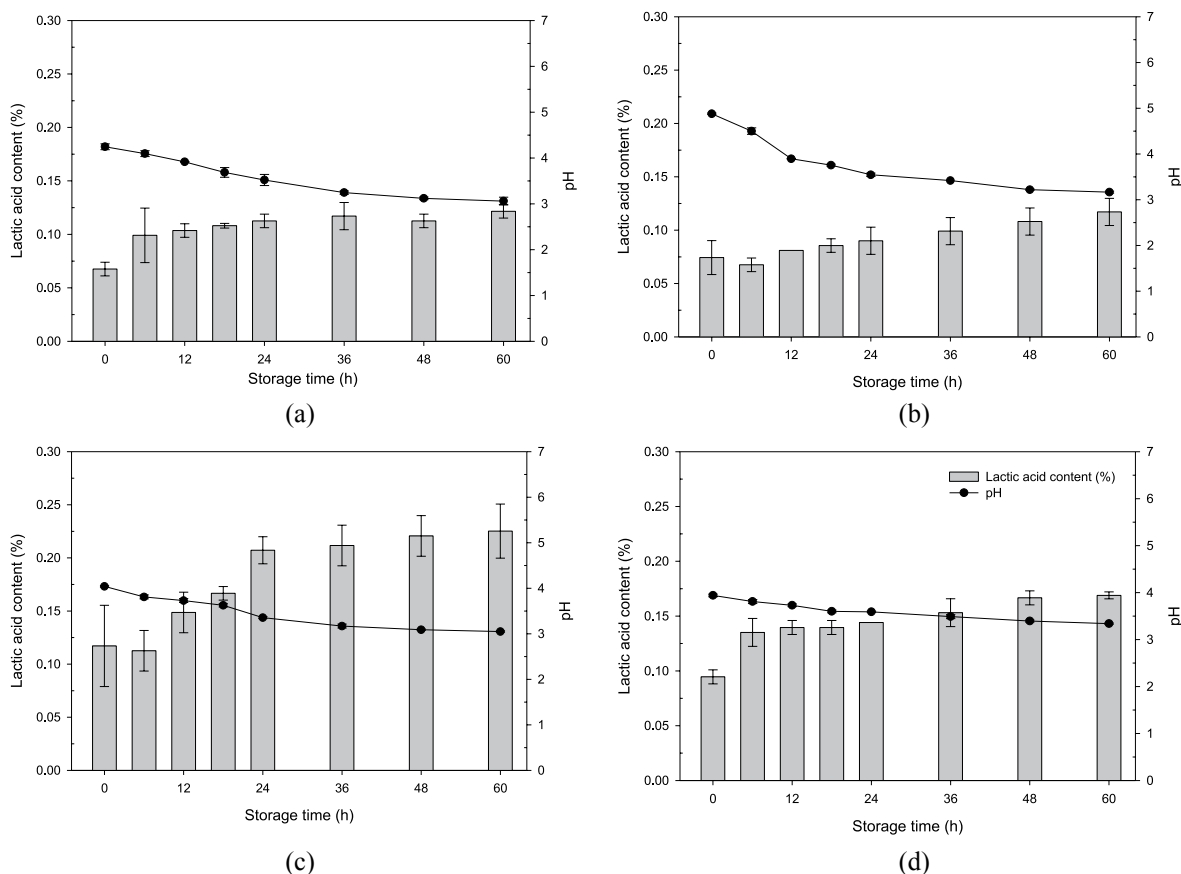 0.30
0.25
0.20
0.15
0.10
0.05
0.00
Lactic acid content (%)
7
6
5
4
3
2
1
0
pH
0 12 24 36 48 60
Storage time (h)
(a)
0.30
0.25
0.20
0.15
0.10
0.05
0.00
Lactic acid content (%)
7
6
5
4
3
2
1
0
pH
0 12 24 36 48 60
Storage time (h)
(b)
0.30
0.25
0.20
0.15
0.10
0.05
0.00
Lactic acid content (%)
7
6
5
4
3
2
1
0
pH
0 12 24 36 48 60
Storage time (h)
(c)
0.30
0.25
0.20
0.15
0.10
0.05
0.00
Lactic acid content (%)
Lactic acid content (%)
pH
7
6
5
4
3
2
1
0
pH
0 12 24 36 48 60
Storage time (h)
(d)